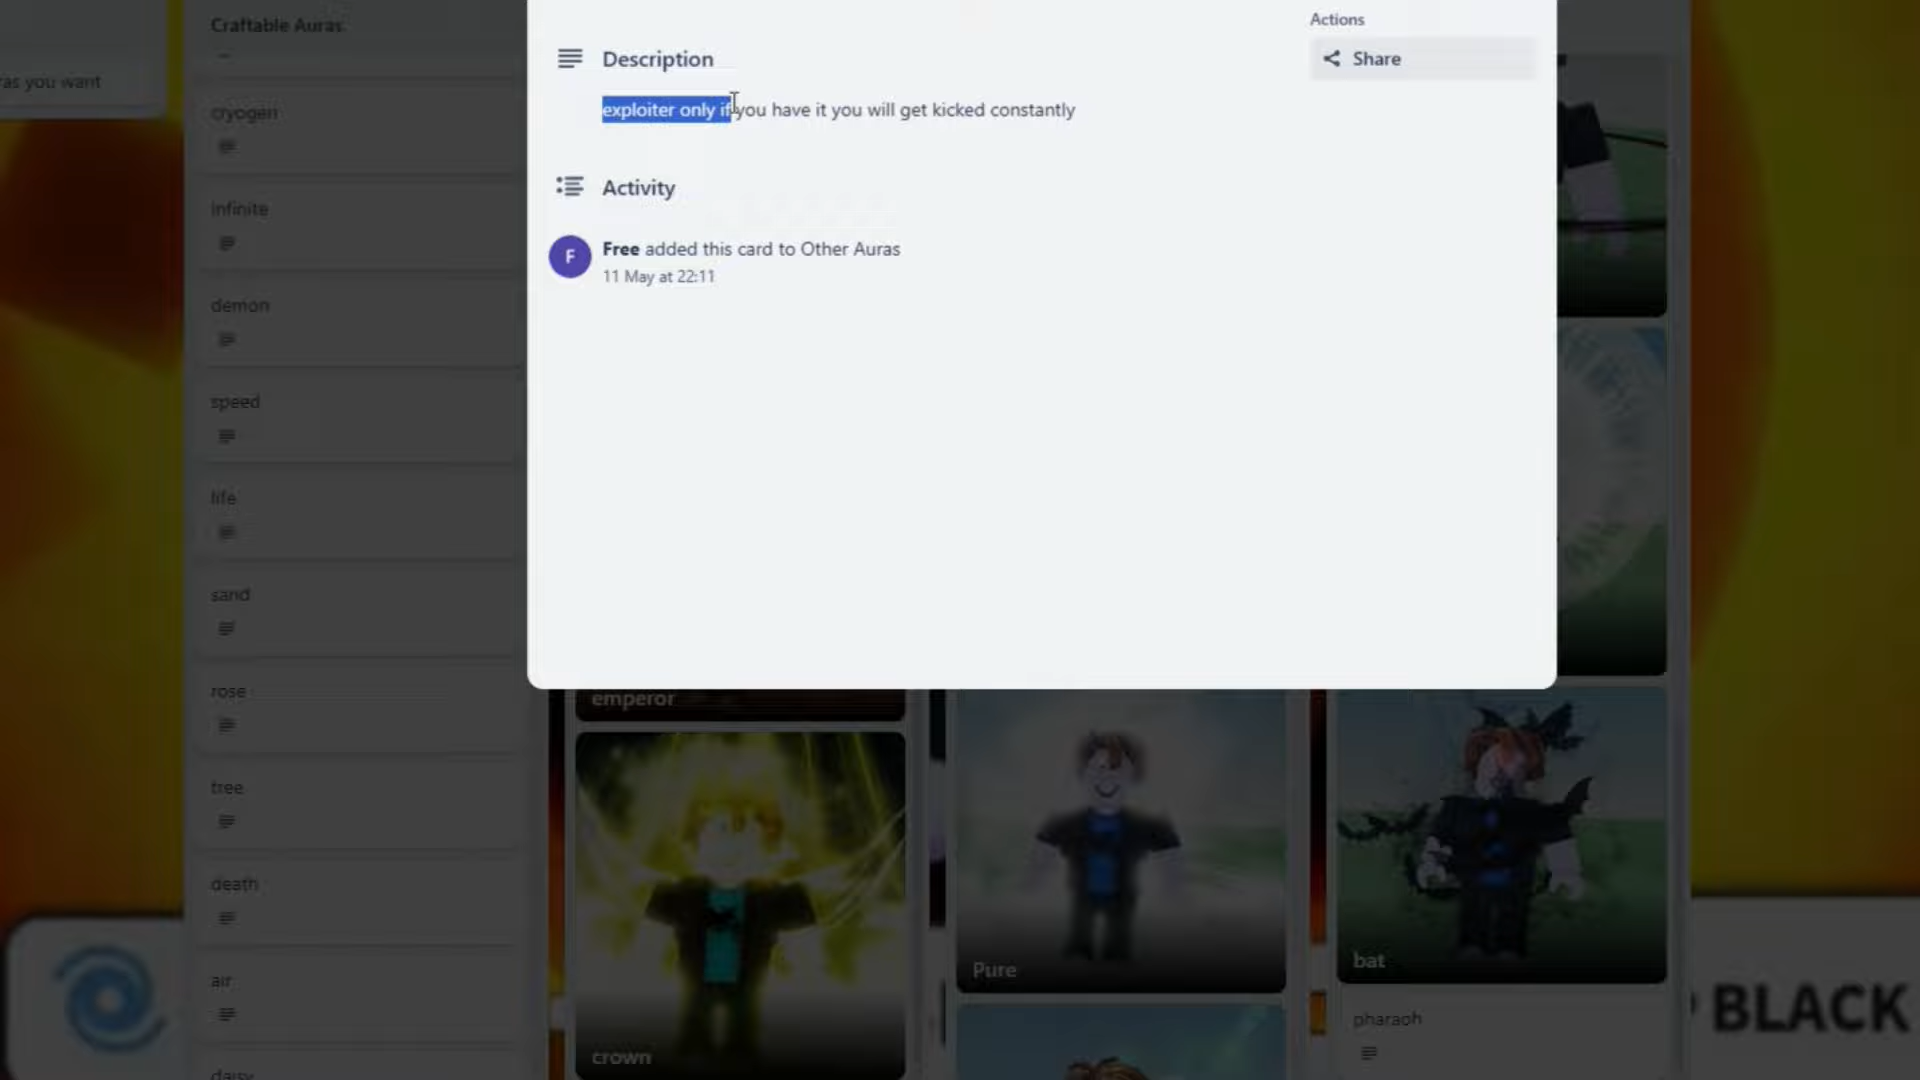 Craftable Auras
ras you want
cryogen
infinite
demon
speed
life
sand
rose
tree
death
air
daisy
Actions
Share
Description
exploiter only if you have it you will get kicked constantly
Activity
F
Free added this card to Other Auras
11 May at 22:11
emperor
crown
Pure
bat
pharaoh
BLACK